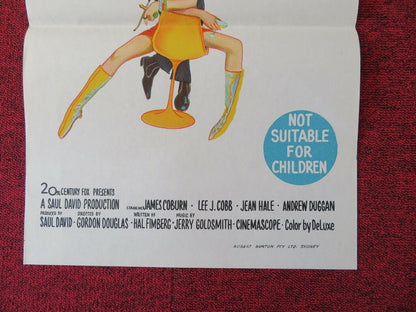 NOT
SUITABLE
FOR
CHILDREN
20th CENTURY FOX PRESENTS
A SAUL DAVID PRODUCTION STARRING JAMES COBURN · LEE J. COBB · JEAN HALE · ANDREW DUGGAN
PRODUCED BY DIRECTED BY WRITTEN BY MUSIC BY
SAUL DAVID · GORDON DOUGLAS · HAL FIMBERG · JERRY GOLDSMITH · CINEMASCOPE · Color by DeLuxe
ROBERT BURTON PTY. LTD. SYDNEY